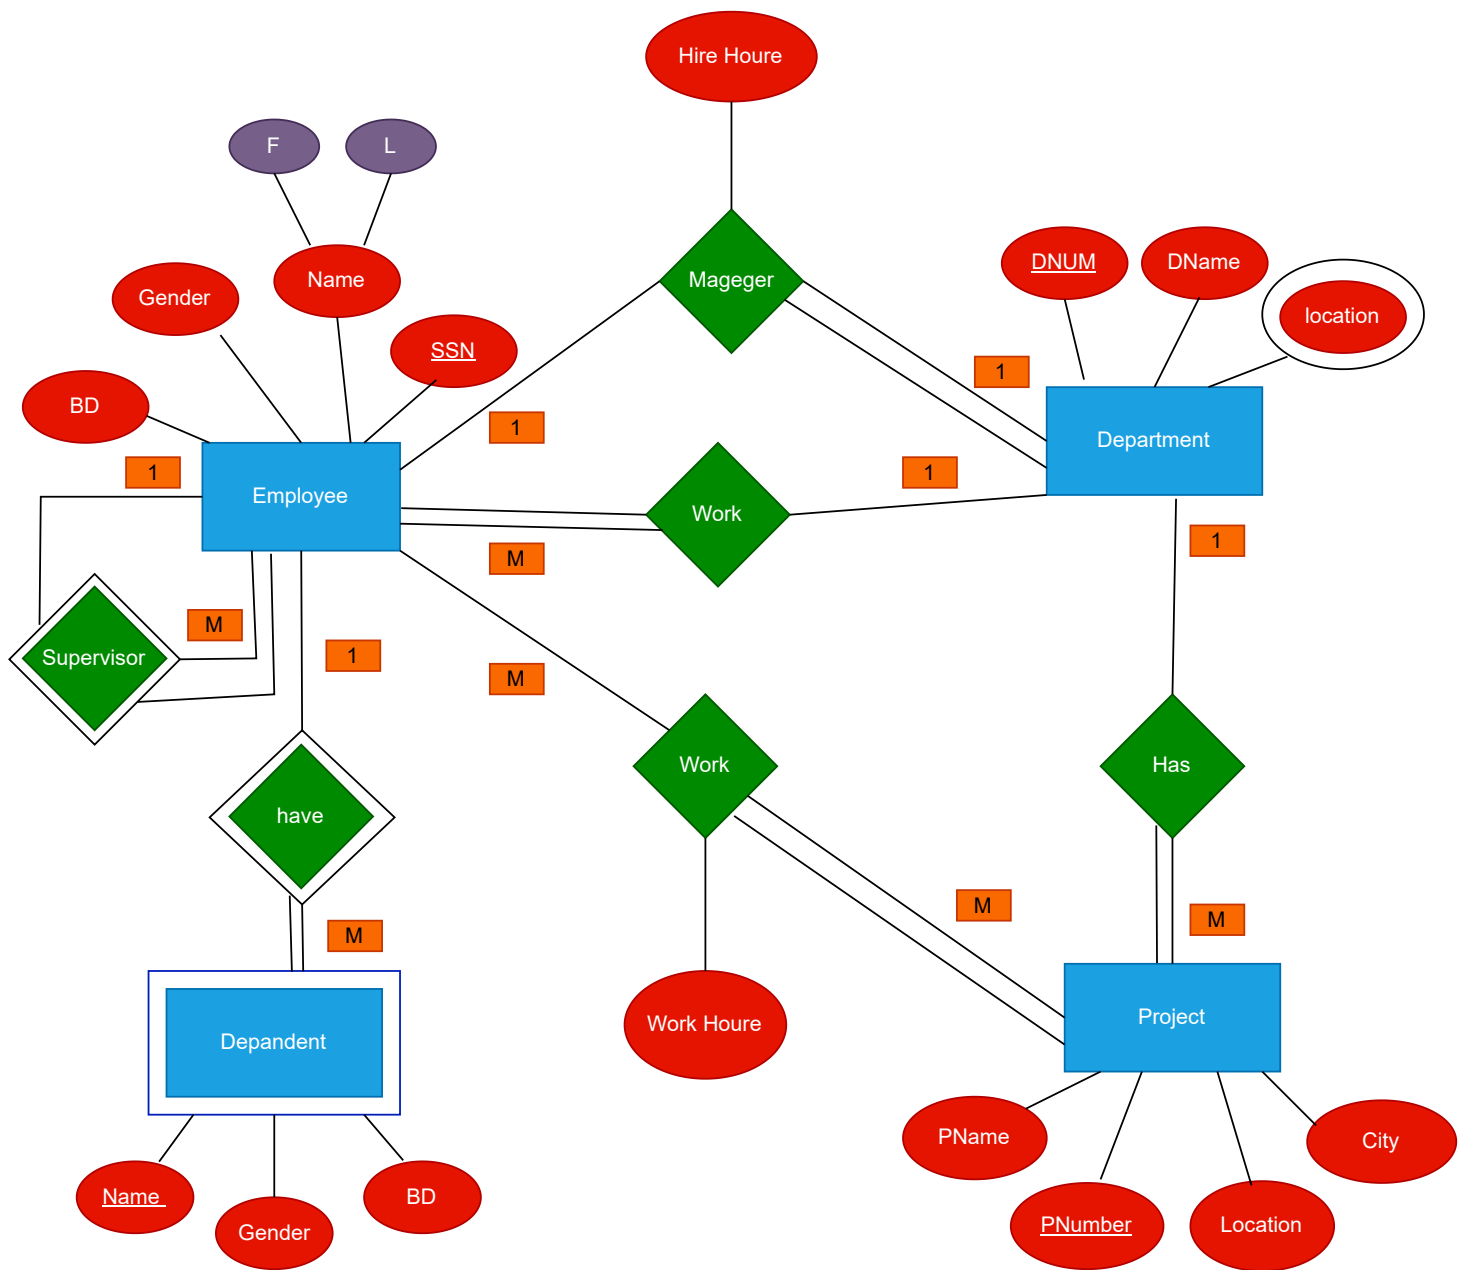 Hire Houre
F
L
Name
Gender
SSN
BD
Mageger
DNUM
DName
location
1
1
1
Employee
Work
1
Department
M
1
Supervisor
M
1
M
Work
Has
have
M
M
M
Depandent
Work Houre
Project
PName
City
Name
Gender
BD
PNumber
Location